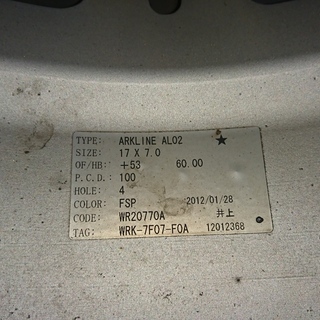 TYPE: ARKLINE AL02 ★
SIZE: 17 X 7.0
OF/HB: +53 60.00
P.C.D.: 100
HOLE: 4
COLOR: FSP 2012/01/28
CODE: WR20770A 井上
TAG: WRK-7F07-F0A 12012368